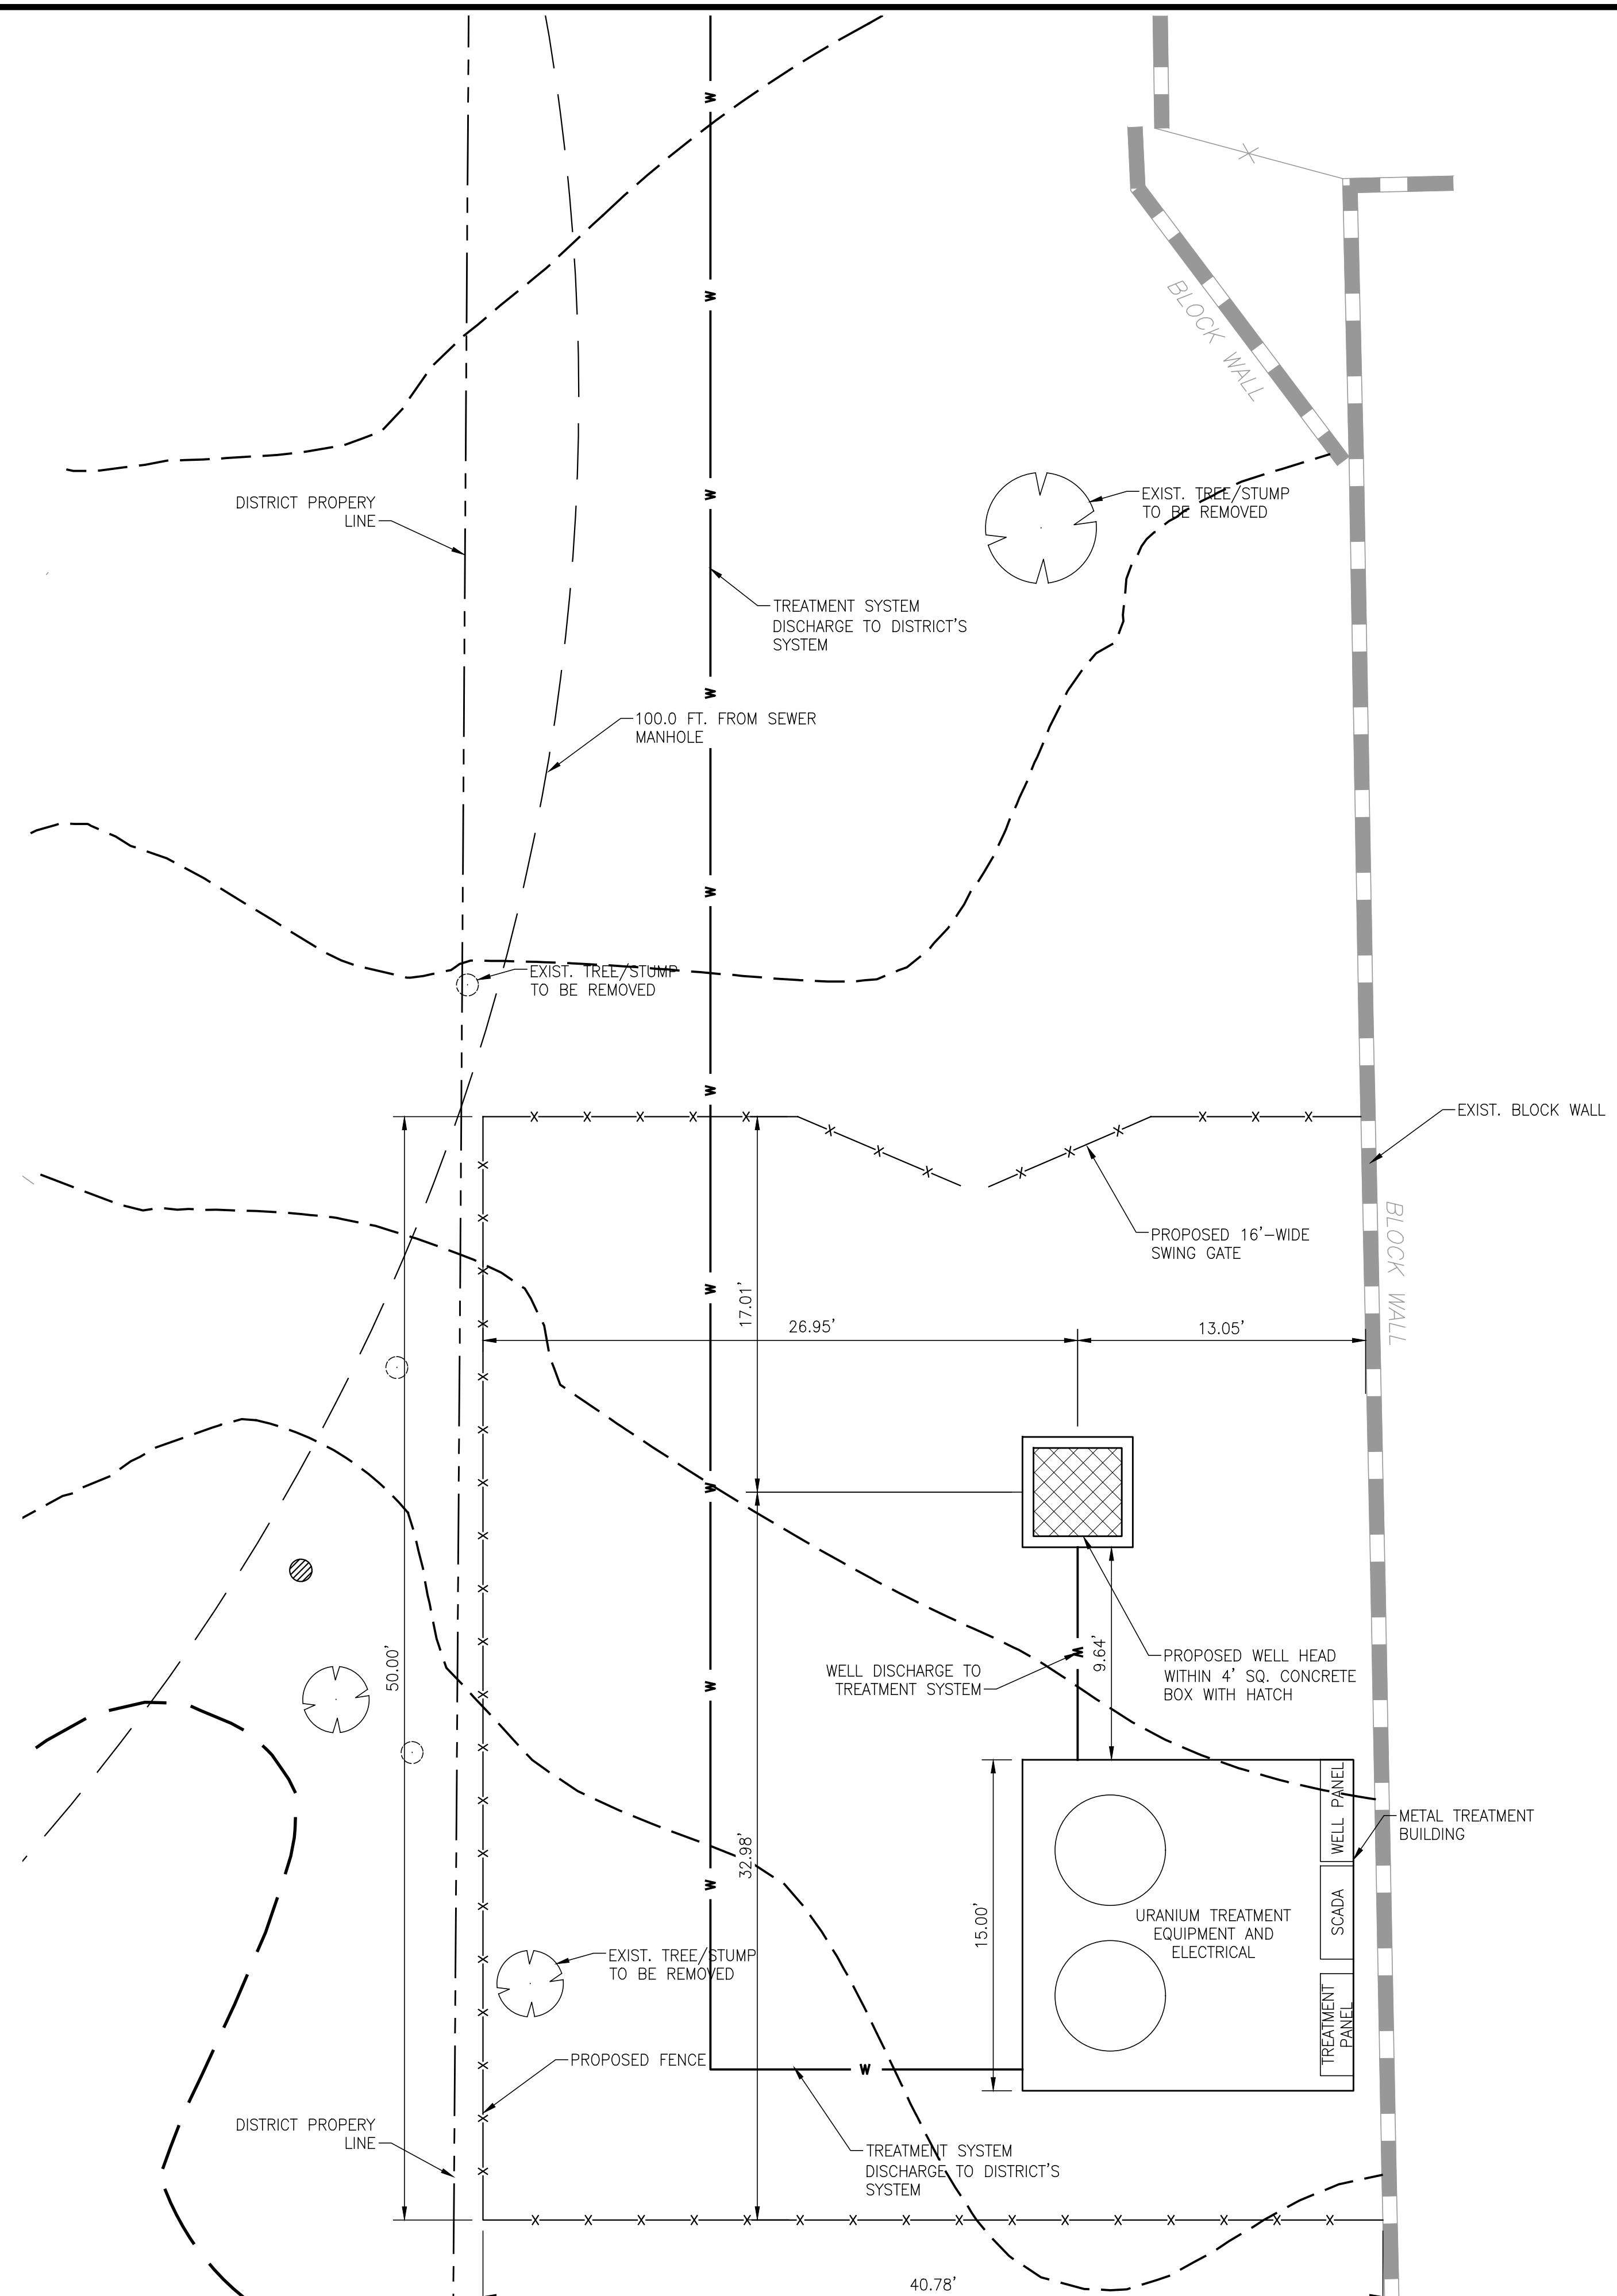 BLOCK WALL
DISTRICT PROPERY
LINE
EXIST. TREE/STUMP
TO BE REMOVED
TREATMENT SYSTEM
DISCHARGE TO DISTRICT'S
SYSTEM
100.0 FT. FROM SEWER
MANHOLE
EXIST. TREE/STUMP
TO BE REMOVED
EXIST. BLOCK WALL
BLOCK WALL
PROPOSED 16'-WIDE
SWING GATE
17.01'
26.95'
13.05'
50.00'
9.64'
WELL DISCHARGE TO
TREATMENT SYSTEM
PROPOSED WELL HEAD
WITHIN 4' SQ. CONCRETE
BOX WITH HATCH
WELL PANEL
METAL TREATMENT
BUILDING
32.98'
15.00'
URANIUM TREATMENT
EQUIPMENT AND
ELECTRICAL
SCADA
TREATMENT
PANEL
EXIST. TREE/STUMP
TO BE REMOVED
PROPOSED FENCE
W
DISTRICT PROPERY
LINE
TREATMENT SYSTEM
DISCHARGE TO DISTRICT'S
SYSTEM
40.78'